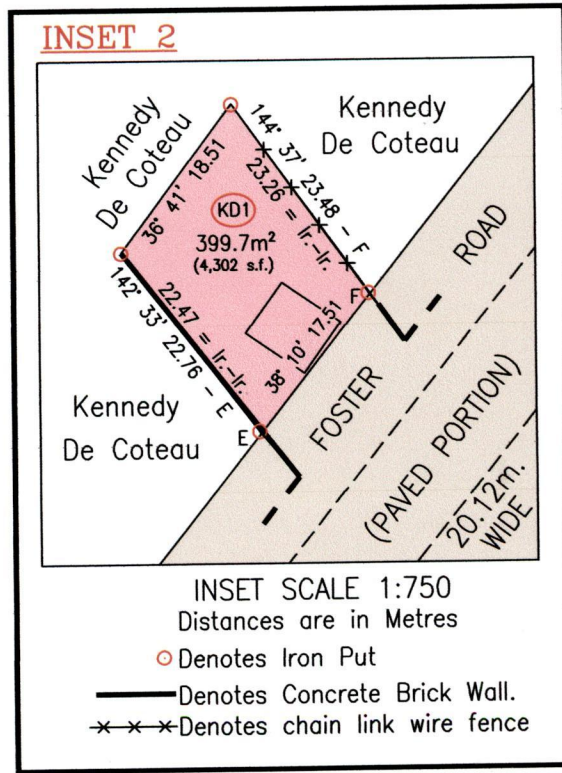 INSET 2
Kennedy
De Coteau
Kennedy
De Coteau
36° 41' 18.51
144° 37' 23.48 - F
23.26 = Ir.-Ir.
KD1
399.7m²
(4,302 s.f.)
142° 33' 22.76 - E
22.47 = Ir.-Ir.
38° 10' 17.51
F
E
Kennedy
De Coteau
FOSTER ROAD
(PAVED PORTION)
20.12m.
WIDE
INSET SCALE 1:750
Distances are in Metres
Denotes Iron Put
Denotes Concrete Brick Wall.
Denotes chain link wire fence